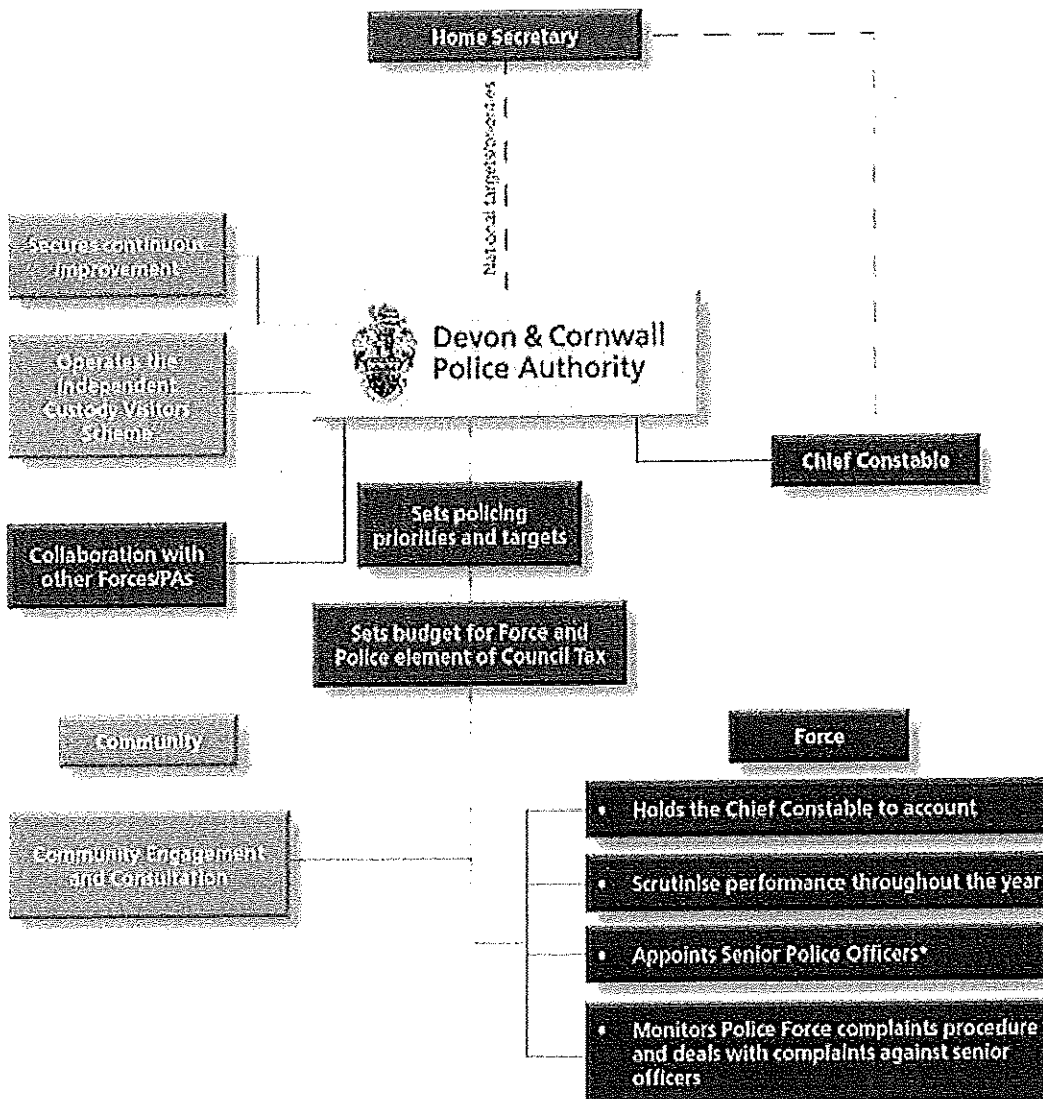 Home Secretary
National targets/priorities
Secures continuous
improvement
Devon & Cornwall
Police Authority
Operates the
Independent
Custody Visitors
Scheme
Chief Constable
Sets policing
priorities and targets
Collaboration with
other Forces/PAs
Sets budget for Force and
Police element of Council Tax
Community
Force
Community Engagement
and Consultation
• Holds the Chief Constable to account
• Scrutinise performance throughout the year
• Appoints Senior Police Officers*
• Monitors Police Force complaints procedure
and deals with complaints against senior
officers